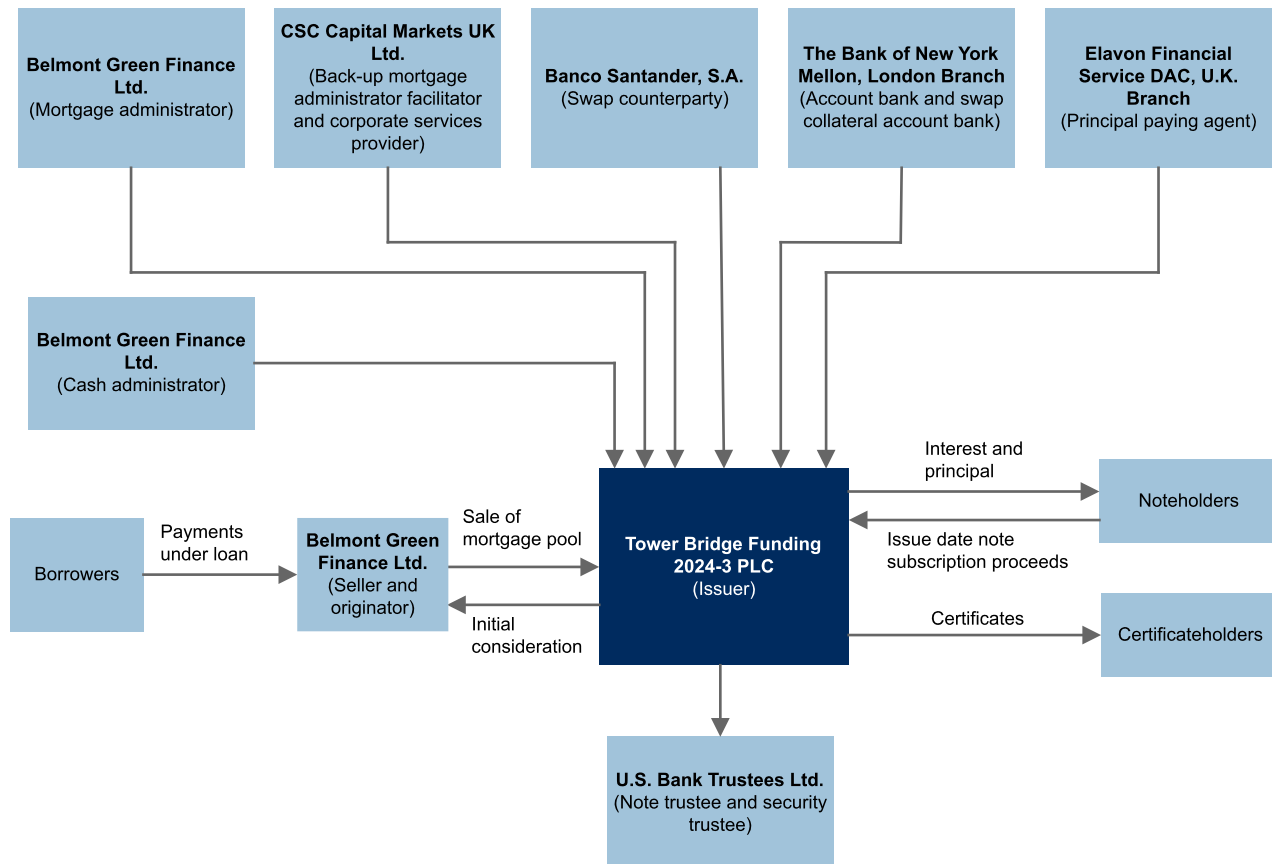 Belmont Green Finance
Ltd.
(Mortgage administrator)
CSC Capital Markets UK
Ltd.
(Back-up mortgage
administrator facilitator
and corporate services
provider)
Banco Santander, S.A.
(Swap counterparty)
The Bank of New York
Mellon, London Branch
(Account bank and swap
collateral account bank)
Elavon Financial
Service DAC, U.K.
Branch
(Principal paying agent)
Belmont Green Finance
Ltd.
(Cash administrator)
Borrowers
Payments
under loan
Belmont Green
Finance Ltd.
(Seller and
originator)
Sale of
mortgage pool
Initial
consideration
Tower Bridge Funding
2024-3 PLC
(Issuer)
Interest and
principal
Issue date note
subscription proceeds
Noteholders
Certificates
Certificateholders
U.S. Bank Trustees Ltd.
(Note trustee and security
trustee)